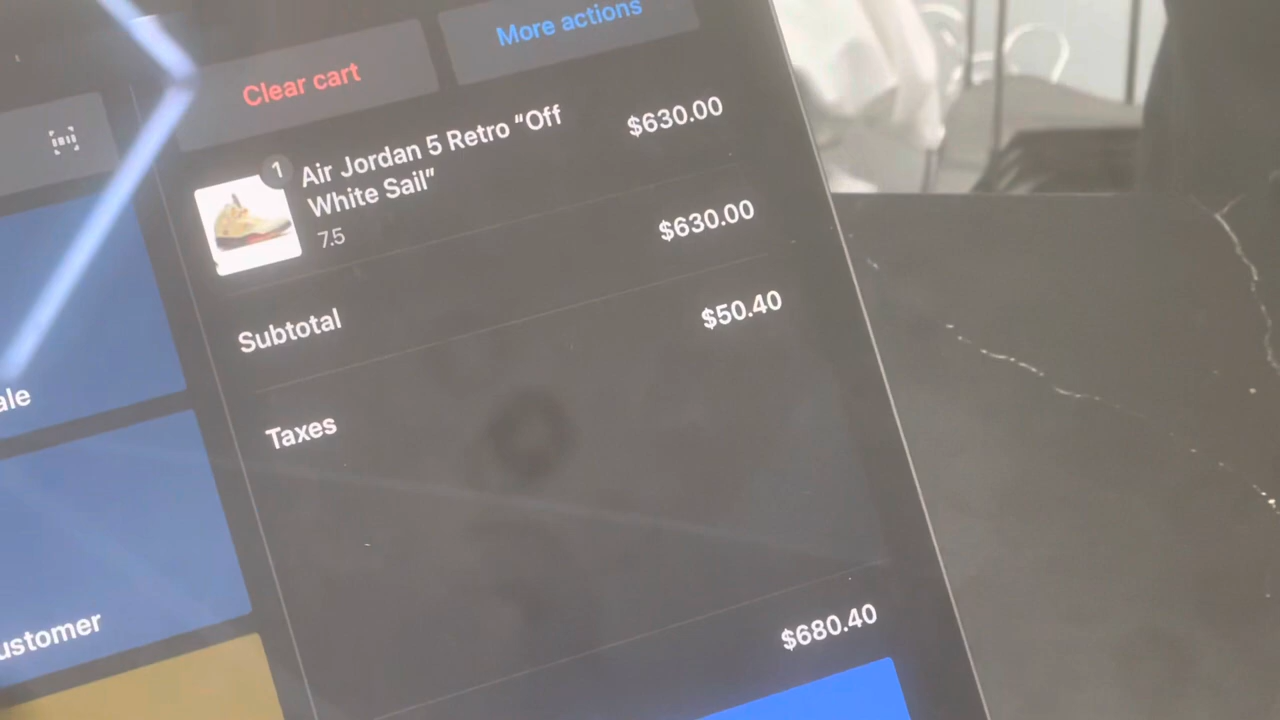 More actions
Clear cart
1
Air Jordan 5 Retro “Off
White Sail”
$630.00
7.5
Subtotal
$630.00
Taxes
$50.40
$680.40
ale
ustomer